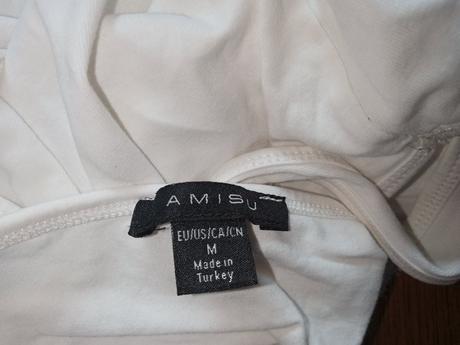 AMISU
EU/US/CA/CN
M
Made in
Turkey